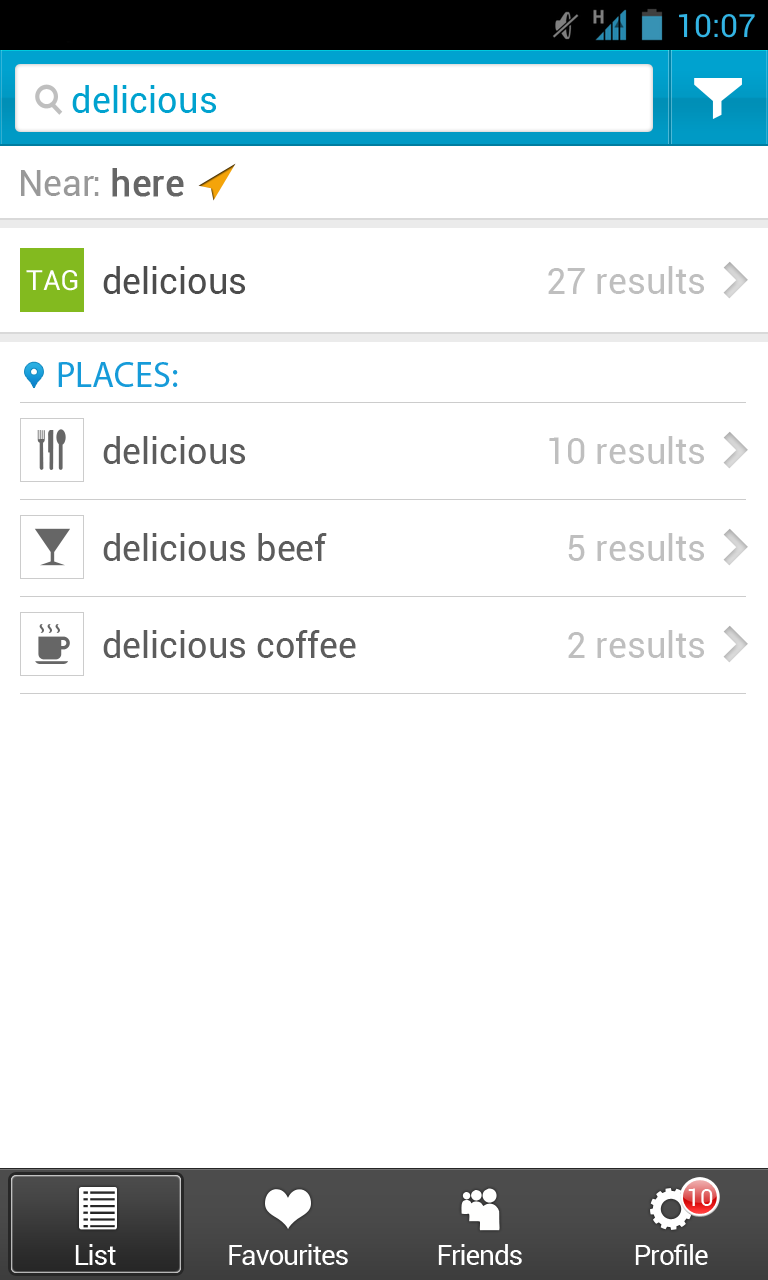 H 10:07
delicious
Near: here
TAG delicious 27 results
PLACES:
delicious 10 results
delicious beef 5 results
delicious coffee 2 results
10
List Favourites Friends Profile